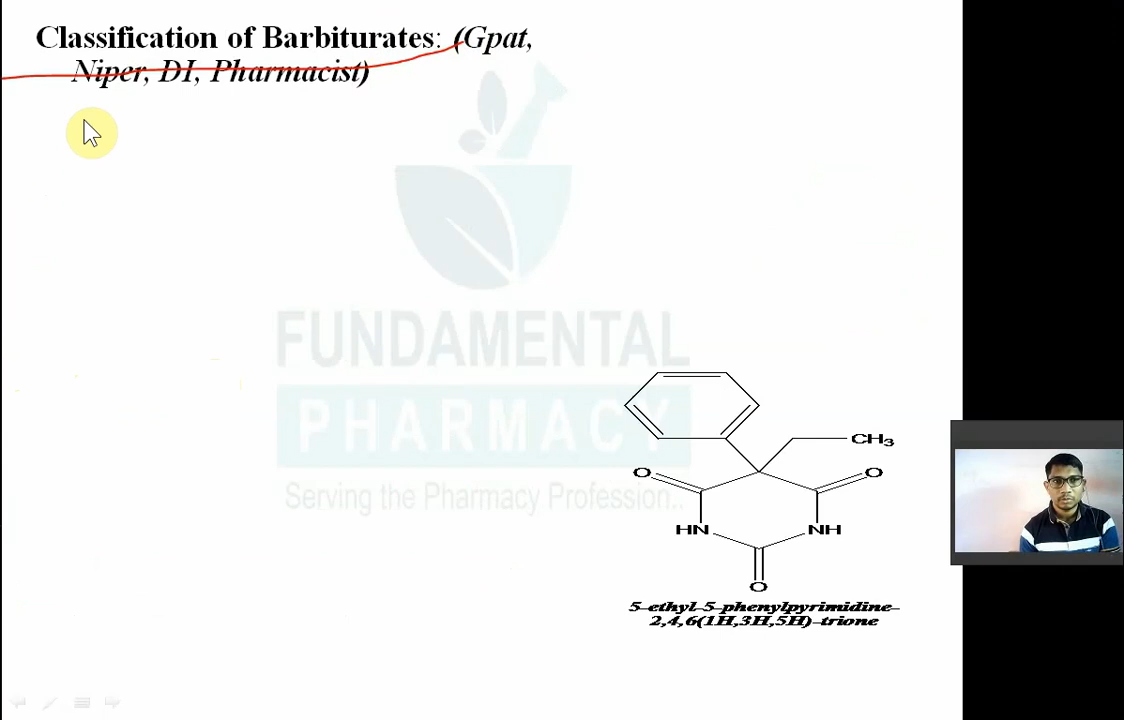 Classification of Barbiturates: (Gpat,
Niper, DI, Pharmacist)
FUNDAMENTAL
PHARMACY
Serving the Pharmacy Profession..
CH3
O
O
HN
NH
O
5-ethyl-5-phenylpyrimidine-
2,4,6(1H,3H,5H)-trione